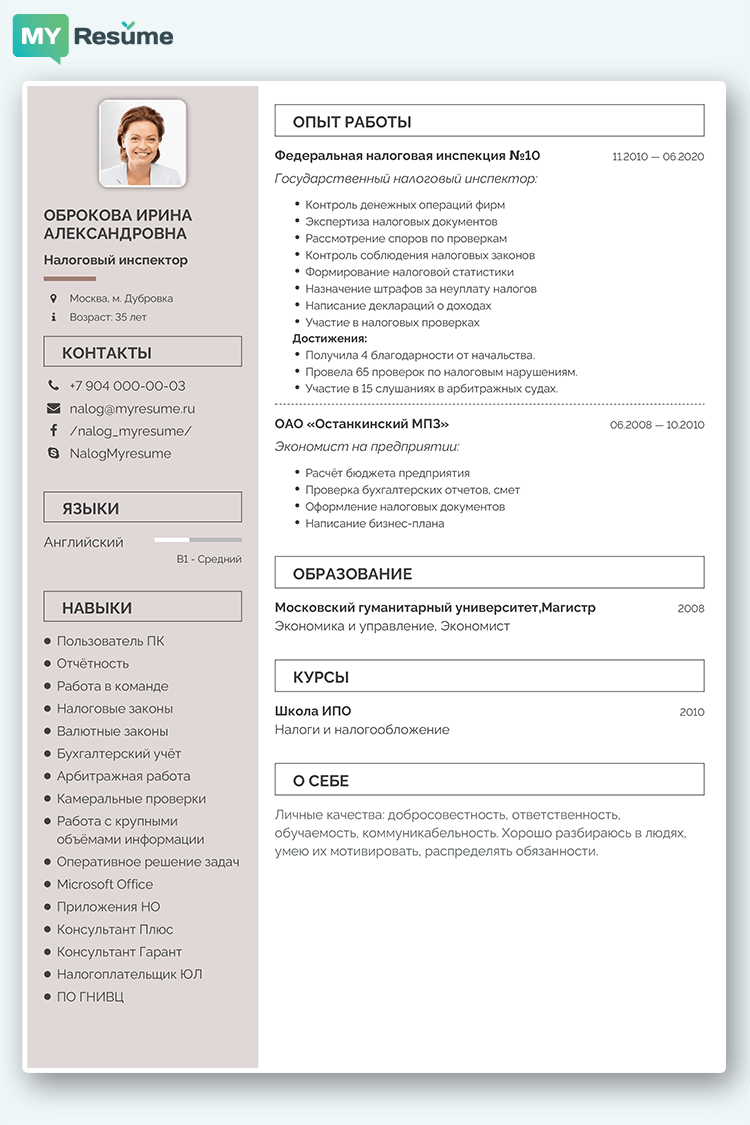 MY Resume
ОБРОКОВА ИРИНА
АЛЕКСАНДРОВНА
Налоговый инспектор
Москва, м. Дубровка
Возраст: 35 лет
КОНТАКТЫ
+7 904 000-00-03
nalog@myresume.ru
/nalog_myresume/
NalogMyresume
ЯЗЫКИ
Английский
B1 - Средний
НАВЫКИ
Пользователь ПК
Отчётность
Работа в команде
Налоговые законы
Валютные законы
Бухгалтерский учёт
Арбитражная работа
Камеральные проверки
Работа с крупными
объёмами информации
Оперативное решение задач
Microsoft Office
Приложения НО
Консультант Плюс
Консультант Гарант
Налогоплательщик ЮЛ
ПО ГНИВЦ
ОПЫТ РАБОТЫ
Федеральная налоговая инспекция №10 11.2010 — 06.2020
Государственный налоговый инспектор:
• Контроль денежных операций фирм
• Экспертиза налоговых документов
• Рассмотрение споров по проверкам
• Контроль соблюдения налоговых законов
• Формирование налоговой статистики
• Назначение штрафов за неуплату налогов
• Написание деклараций о доходах
• Участие в налоговых проверках
Достижения:
• Получила 4 благодарности от начальства.
• Провела 65 проверок по налоговым нарушениям.
• Участие в 15 слушаниях в арбитражных судах.
ОАО «Останкинский МПЗ» 06.2008 — 10.2010
Экономист на предприятии:
• Расчёт бюджета предприятия
• Проверка бухгалтерских отчетов, смет
• Оформление налоговых документов
• Написание бизнес-плана
ОБРАЗОВАНИЕ
Московский гуманитарный университет,Магистр 2008
Экономика и управление, Экономист
КУРСЫ
Школа ИПО 2010
Налоги и налогообложение
О СЕБЕ
Личные качества: добросовестность, ответственность,
обучаемость, коммуникабельность. Хорошо разбираюсь в людях,
умею их мотивировать, распределять обязанности.